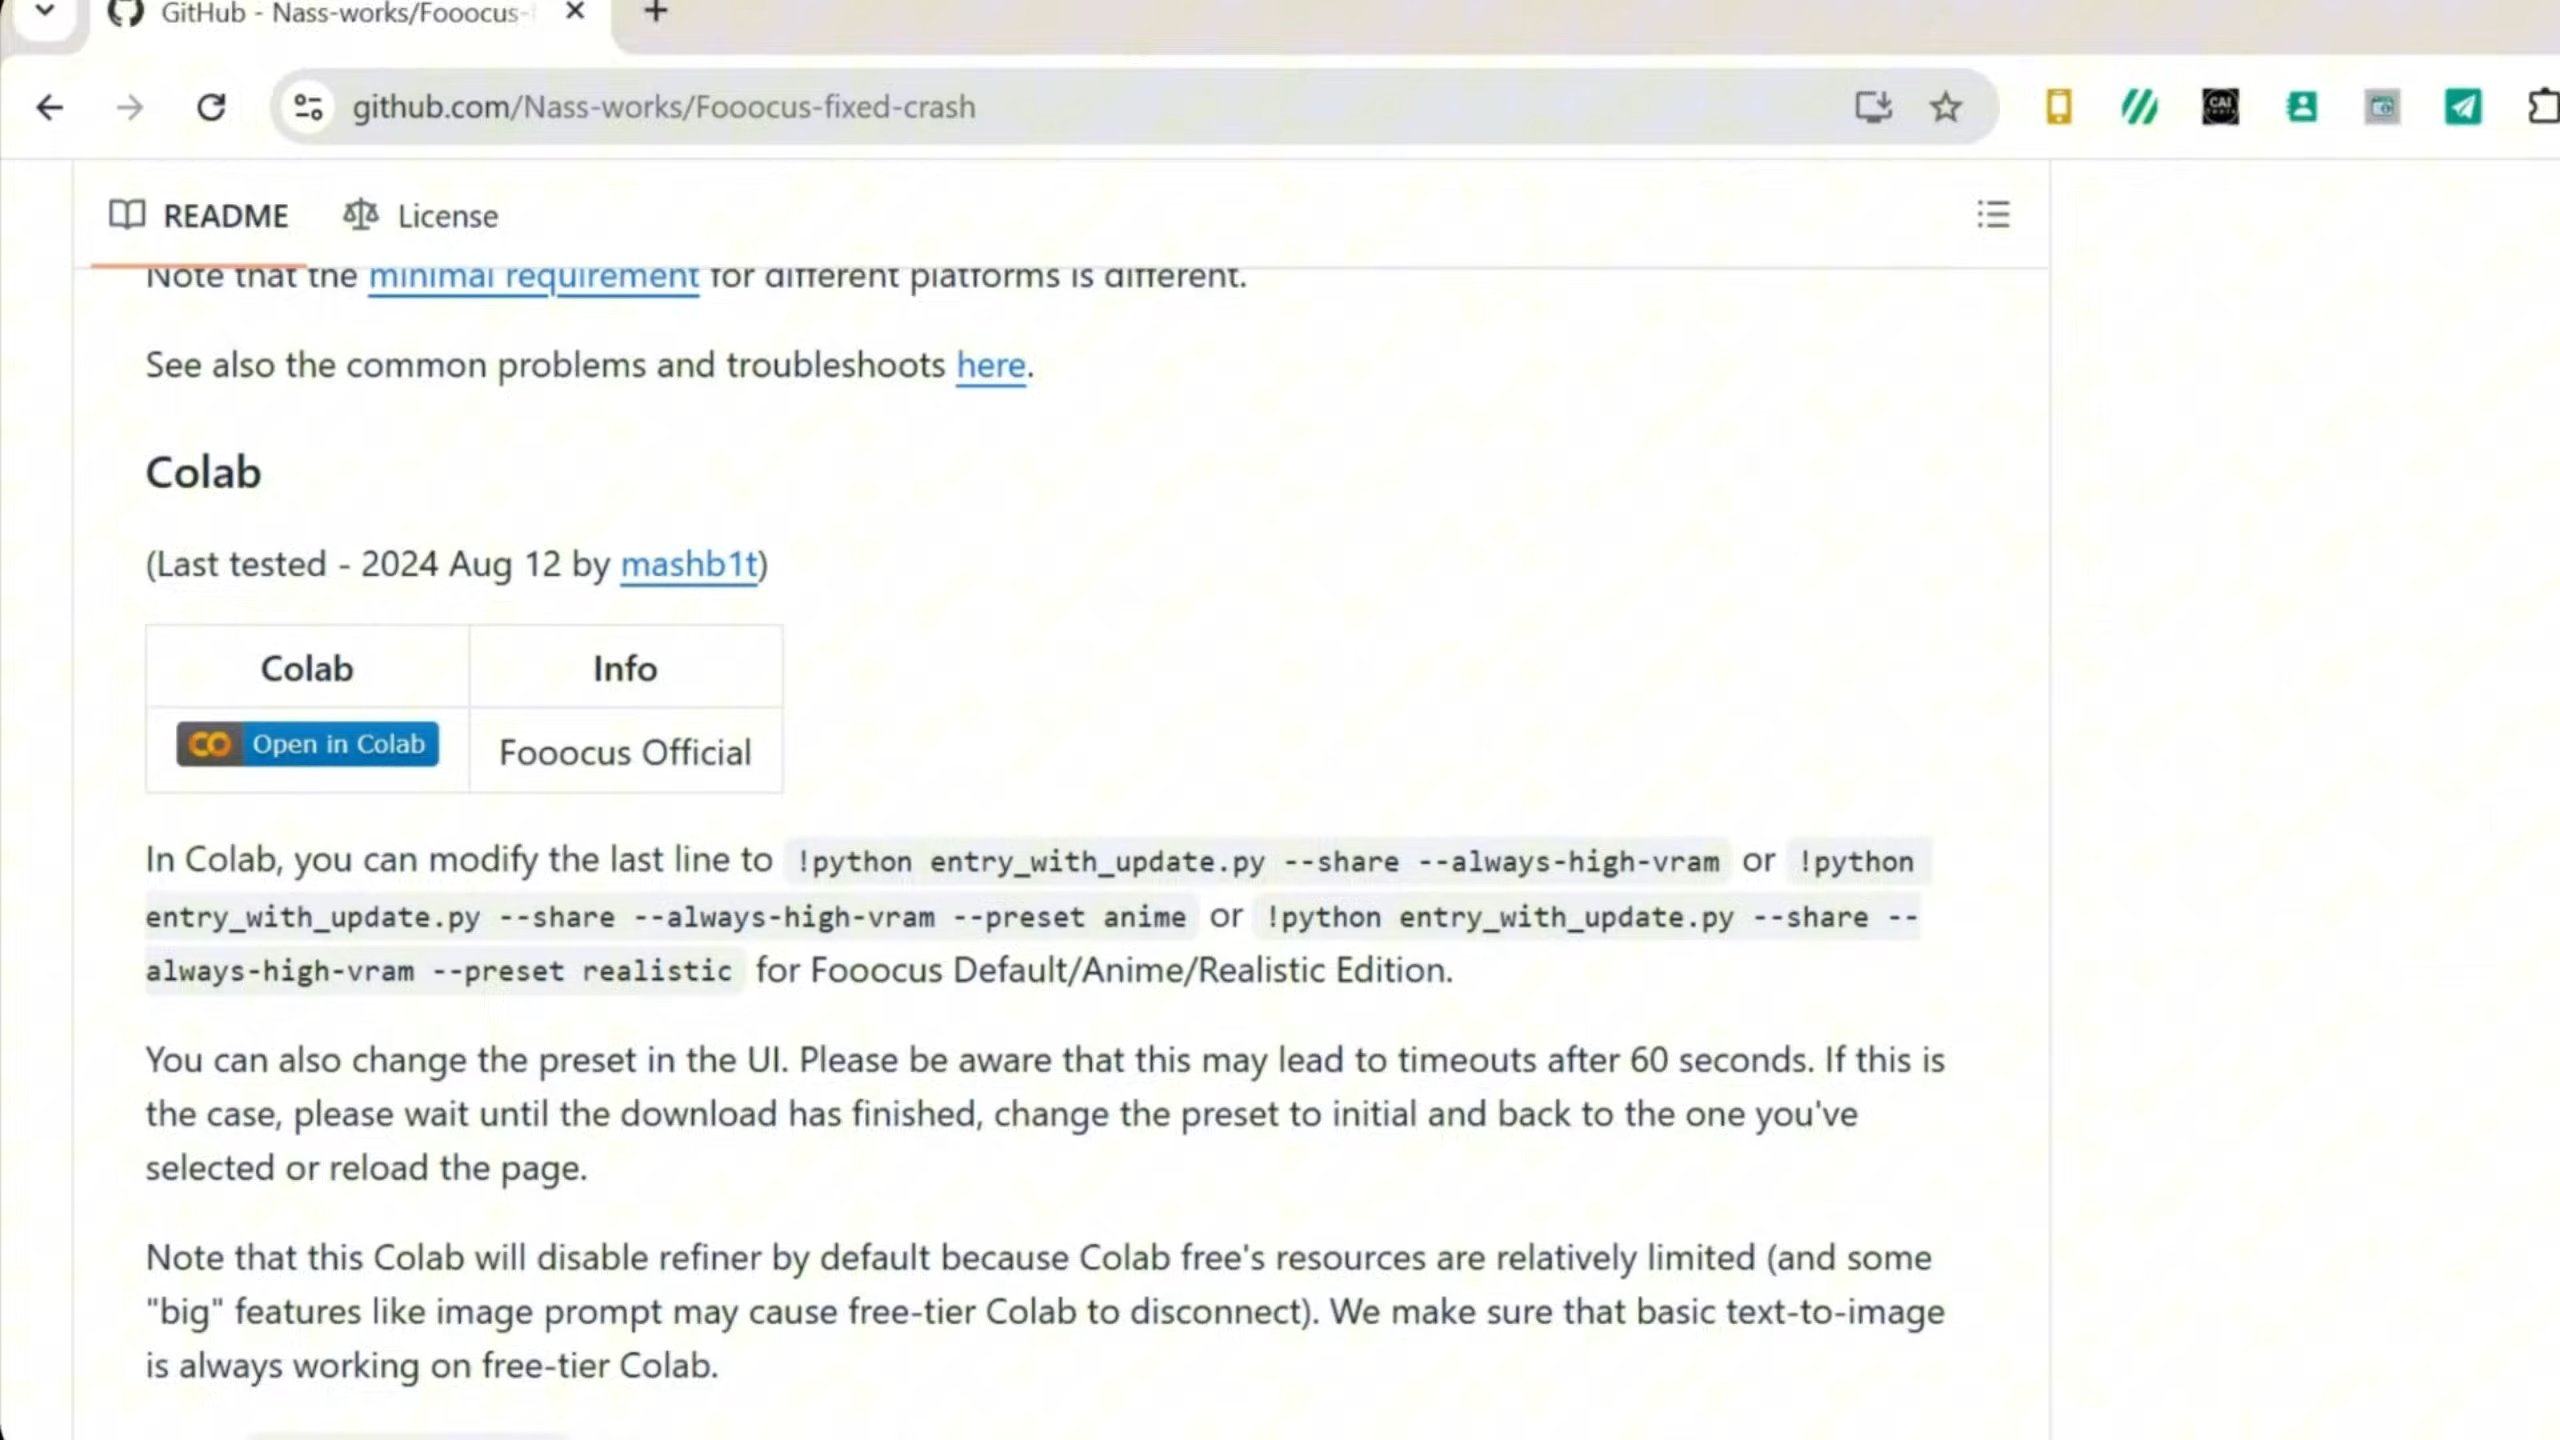 GitHub - Nass-works/Fooocus-
github.com/Nass-works/Fooocus-fixed-crash
CAI
README License
Note that the minimal requirement for different platforms is different.
See also the common problems and troubleshoots here.
Colab
(Last tested - 2024 Aug 12 by mashb1t)
Colab Info
Open in Colab Fooocus Official
In Colab, you can modify the last line to !python entry_with_update.py --share --always-high-vram or !python
entry_with_update.py --share --always-high-vram --preset anime or !python entry_with_update.py --share --
always-high-vram --preset realistic for Fooocus Default/Anime/Realistic Edition.
You can also change the preset in the UI. Please be aware that this may lead to timeouts after 60 seconds. If this is
the case, please wait until the download has finished, change the preset to initial and back to the one you've
selected or reload the page.
Note that this Colab will disable refiner by default because Colab free's resources are relatively limited (and some
"big" features like image prompt may cause free-tier Colab to disconnect). We make sure that basic text-to-image
is always working on free-tier Colab.